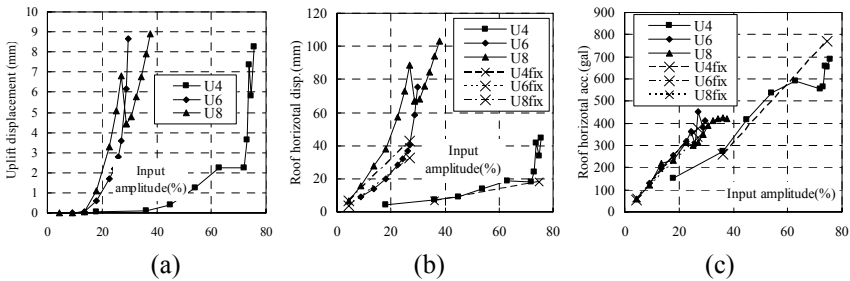 Uplift displacement (mm)
10
9
8
7
6
5
4
3
2
1
0
0 20 40 60 80
U4
U6
U8
Input
amplitude(%)
(a)
Roof horizotal disp.(mm)
120
100
80
60
40
20
0
0 20 40 60 80
U4
U6
U8
U4fix
U6fix
U8fix
Input
amplitude(%)
(b)
Roof horizotal acc.(gal)
900
800
700
600
500
400
300
200
100
0
0 20 40 60 80
U4
U6
U8
U4fix
U6fix
U8fix
Input amplitude(%)
(c)